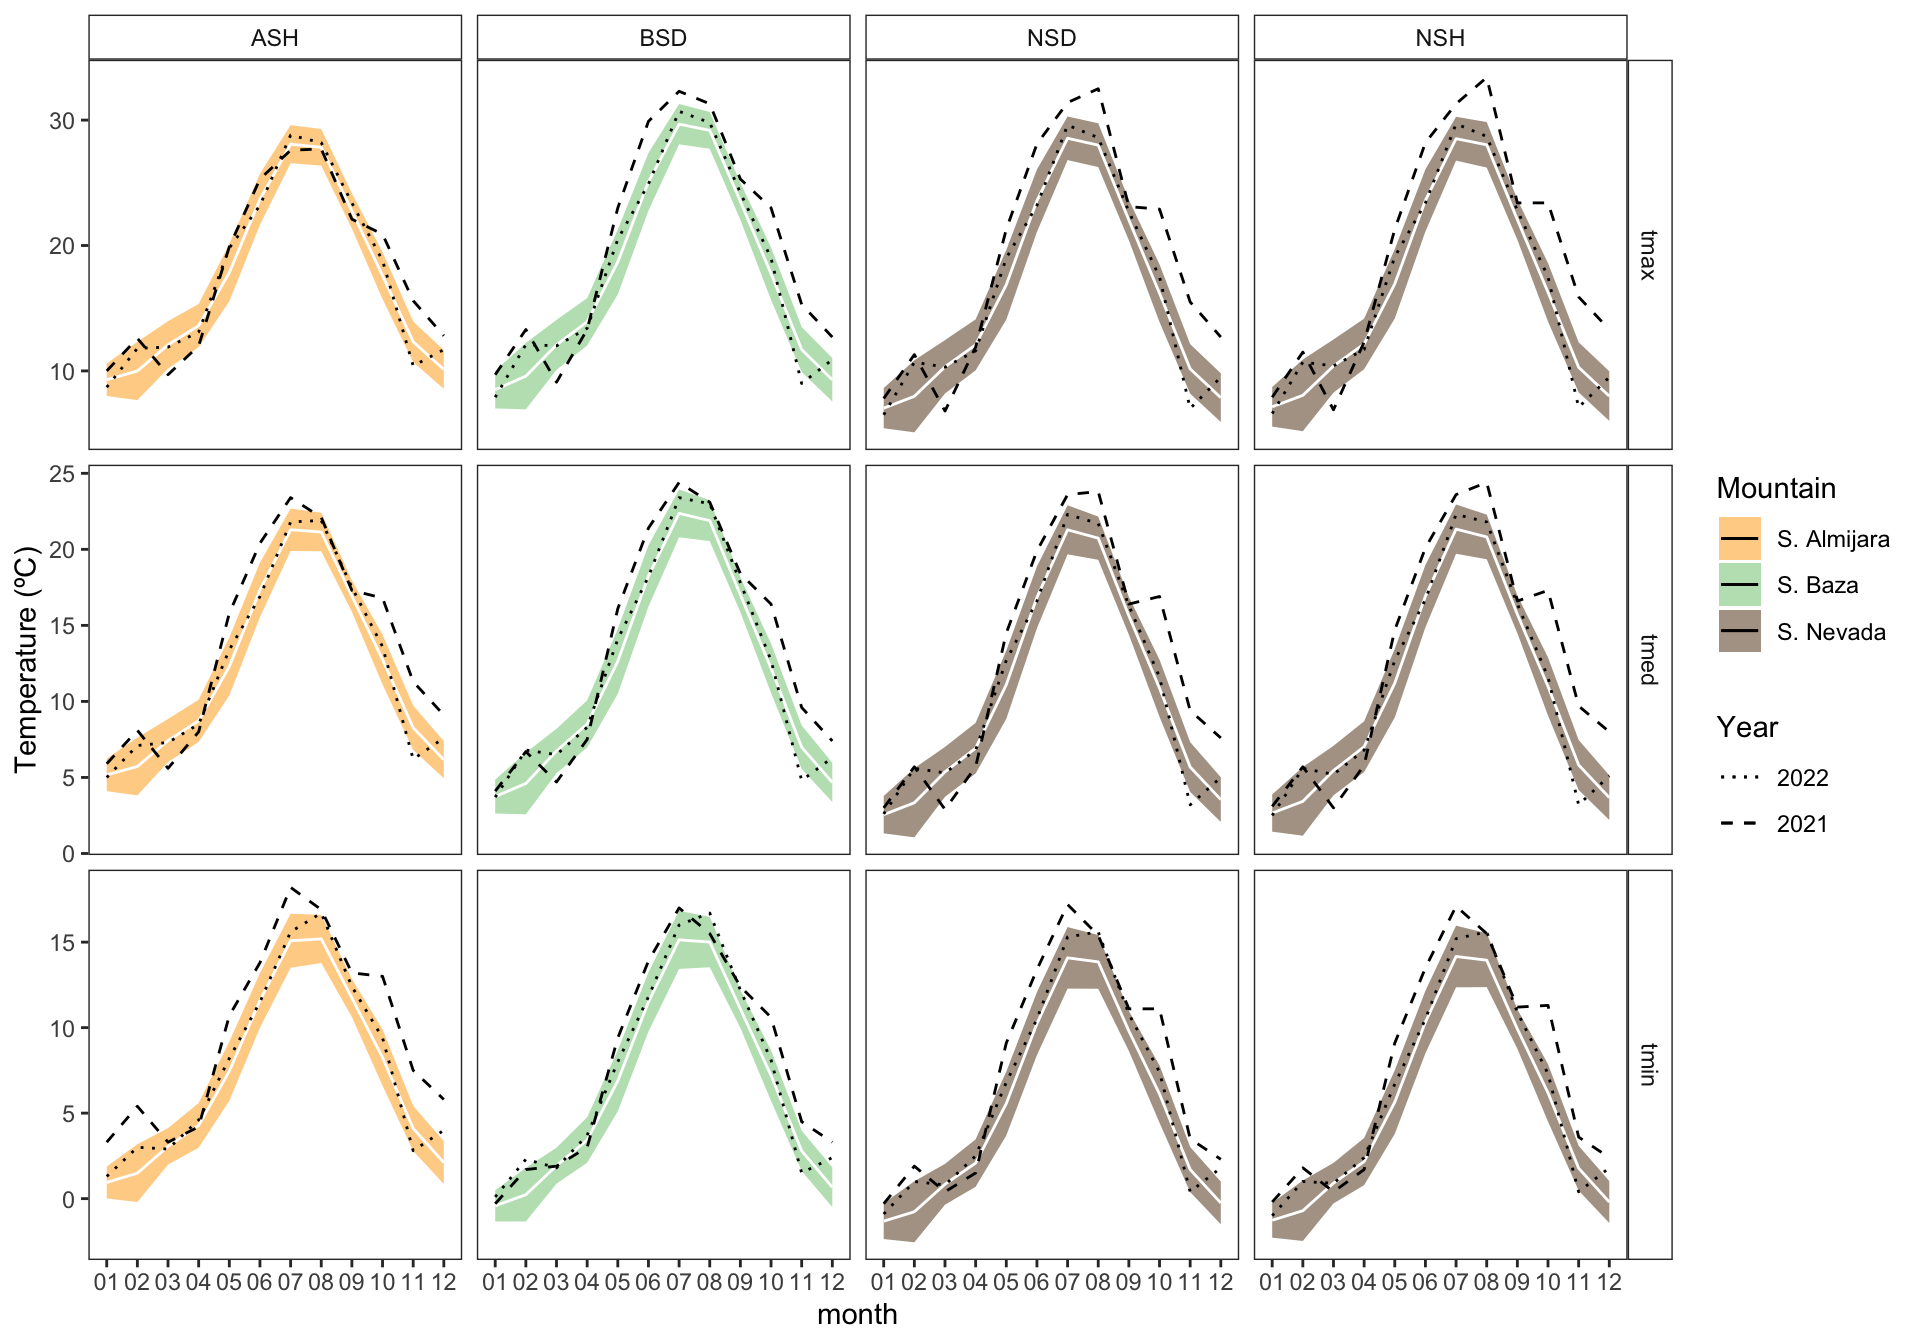 ASH BSD NSD NSH
30
20
10
tmax
25
20
15
10
5
0
tmed
15
10
5
0
tmin
Temperature (ºC)
01 02 03 04 05 06 07 08 09 10 11 12 01 02 03 04 05 06 07 08 09 10 11 12 01 02 03 04 05 06 07 08 09 10 11 12 01 02 03 04 05 06 07 08 09 10 11 12
month
Mountain
S. Almijara
S. Baza
S. Nevada
Year
2022
2021